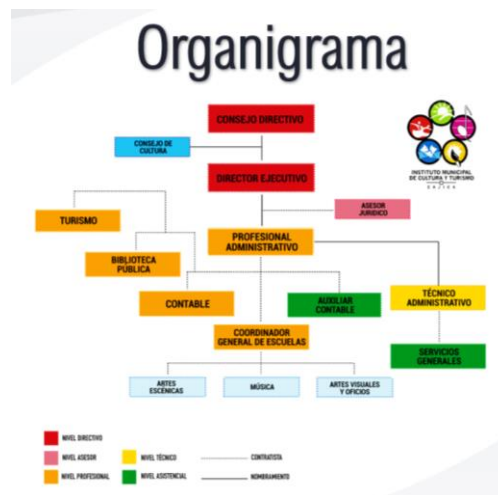 Organigrama
CONSEJO DIRECTIVO
CONSEJO DE
CULTURA
DIRECTOR EJECUTIVO
INSTITUTO MUNICIPAL
DE CULTURA Y TURISMO
CAJICÁ
ASESOR
JURIDICO
TURISMO
PROFESIONAL
ADMINISTRATIVO
BIBLIOTECA
PÚBLICA
CONTABLE
AUXILIAR
CONTABLE
TÉCNICO
ADMINISTRATIVO
COORDINADOR
GENERAL DE ESCUELAS
SERVICIOS
GENERALES
ARTES
ESCÉNICAS
MÚSICA
ARTES VISUALES
Y OFICIOS
NIVEL DIRECTIVO
NIVEL ASESOR
NIVEL TÉCNICO
CONTRATISTA
NIVEL PROFESIONAL
NIVEL ASISTENCIAL
NOMBRAMIENTO